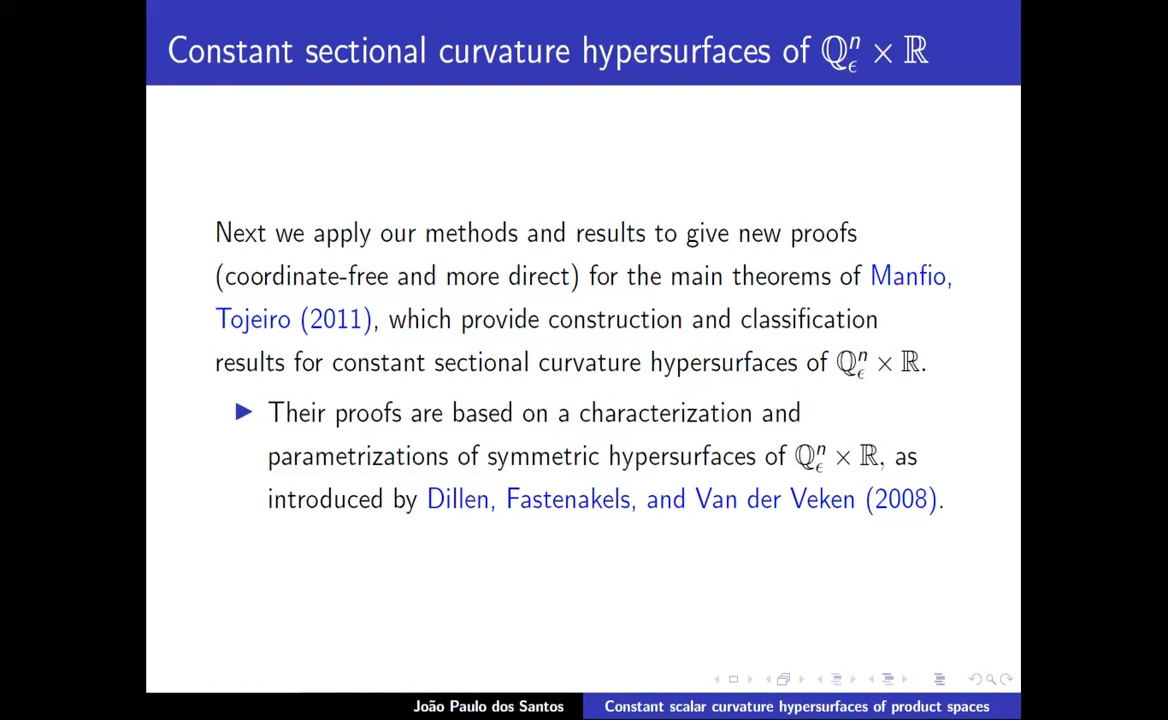 Constant sectional curvature hypersurfaces of ℚⁿ_ϵ × ℝ
Next we apply our methods and results to give new proofs
(coordinate-free and more direct) for the main theorems of Manfio,
Tojeiro (2011), which provide construction and classification
results for constant sectional curvature hypersurfaces of ℚⁿ_ϵ × ℝ.
▶ Their proofs are based on a characterization and
parametrizations of symmetric hypersurfaces of ℚⁿ_ϵ × ℝ, as
introduced by Dillen, Fastenakels, and Van der Veken (2008).
João Paulo dos Santos
Constant scalar curvature hypersurfaces of product spaces